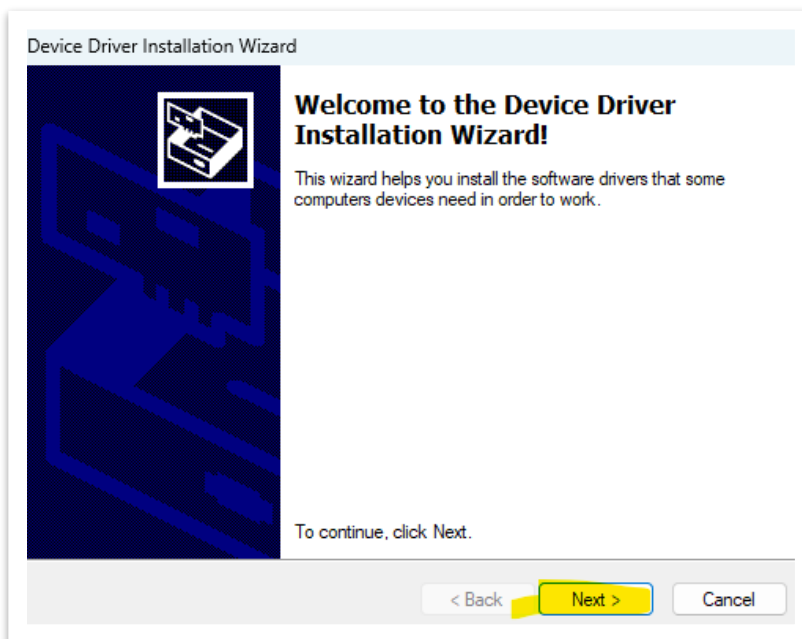 Device Driver Installation Wizard
Welcome to the Device Driver
Installation Wizard!
This wizard helps you install the software drivers that some
computers devices need in order to work.
To continue, click Next.
< Back
Next >
Cancel